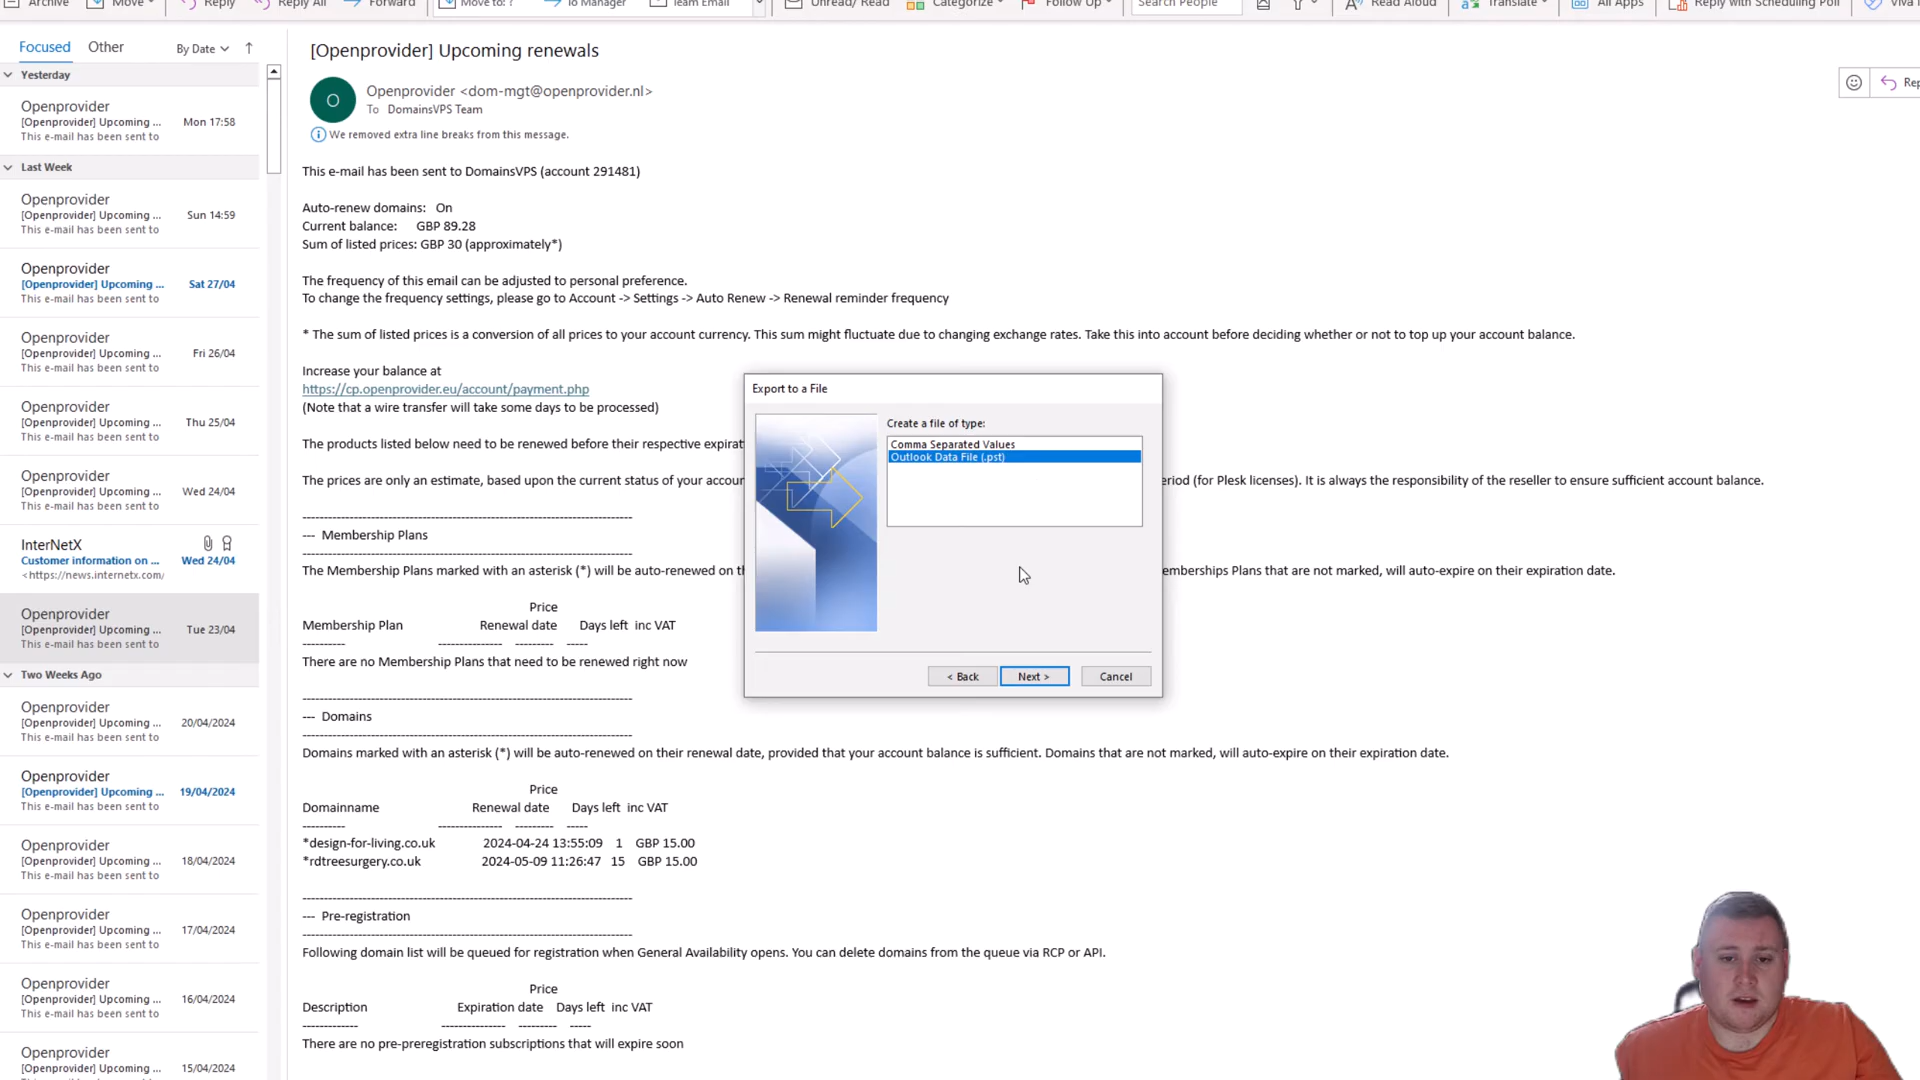 Archive
Move
Reply
Reply All
Forward
Move to: ?
To Manager
Team Email
Unread/ Read
Categorize
Follow Up
Search People
Read Aloud
Translate
All Apps
Reply with Scheduling Poll
Focused
Other
By Date
Yesterday
Openprovider
[Openprovider] Upcoming ...
Mon 17:58
This e-mail has been sent to
Last Week
Openprovider
[Openprovider] Upcoming ...
Sun 14:59
This e-mail has been sent to
Openprovider
[Openprovider] Upcoming ...
Sat 27/04
This e-mail has been sent to
Openprovider
[Openprovider] Upcoming ...
Fri 26/04
This e-mail has been sent to
Openprovider
[Openprovider] Upcoming ...
Thu 25/04
This e-mail has been sent to
Openprovider
[Openprovider] Upcoming ...
Wed 24/04
This e-mail has been sent to
InterNetX
Customer information on ...
Wed 24/04
<https://news.internetx.com/
Openprovider
[Openprovider] Upcoming ...
Tue 23/04
This e-mail has been sent to
Two Weeks Ago
Openprovider
[Openprovider] Upcoming ...
20/04/2024
This e-mail has been sent to
Openprovider
[Openprovider] Upcoming ...
19/04/2024
This e-mail has been sent to
Openprovider
[Openprovider] Upcoming ...
18/04/2024
This e-mail has been sent to
Openprovider
[Openprovider] Upcoming ...
17/04/2024
This e-mail has been sent to
Openprovider
[Openprovider] Upcoming ...
16/04/2024
This e-mail has been sent to
Openprovider
[Openprovider] Upcoming ...
15/04/2024
[Openprovider] Upcoming renewals
O
Openprovider <dom-mgt@openprovider.nl>
To DomainsVPS Team
We removed extra line breaks from this message.
This e-mail has been sent to DomainsVPS (account 291481)
Auto-renew domains: On
Current balance: GBP 89.28
Sum of listed prices: GBP 30 (approximately*)
The frequency of this email can be adjusted to personal preference.
To change the frequency settings, please go to Account -> Settings -> Auto Renew -> Renewal reminder frequency
* The sum of listed prices is a conversion of all prices to your account currency. This sum might fluctuate due to changing exchange rates. Take this into account before deciding whether or not to top up your account balance.
Increase your balance at
https://cp.openprovider.eu/account/payment.php
(Note that a wire transfer will take some days to be processed)
The products listed below need to be renewed before their respective
The prices are only an estimate, based upon the current status of your
(for Plesk licenses). It is always the responsibility of the reseller to ensure sufficient account balance.
---------------------------------------------------------------------
--- Membership Plans
---------------------------------------------------------------------
The Membership Plans marked with an asterisk (*) will be auto-renewed on
Plans that are not marked, will auto-expire on their expiration date.
Price
Membership Plan Renewal date Days left inc VAT
---------- --------------- --------- -----
There are no Membership Plans that need to be renewed right now
---------------------------------------------------------------------
--- Domains
---------------------------------------------------------------------
Domains marked with an asterisk (*) will be auto-renewed on their renewal date, provided that your account balance is sufficient. Domains that are not marked, will auto-expire on their expiration date.
Price
Domainname Renewal date Days left inc VAT
---------- --------------- --------- -----
*design-for-living.co.uk 2024-04-24 13:55:09 1 GBP 15.00
*rdtreesurgery.co.uk 2024-05-09 11:26:47 15 GBP 15.00
---------------------------------------------------------------------
--- Pre-registration
---------------------------------------------------------------------
Following domain list will be queued for registration when General Availability opens. You can delete domains from the queue via RCP or API.
Price
Description Expiration date Days left inc VAT
------------- --------------- --------- -----
There are no pre-preregistration subscriptions that will expire soon
Export to a File
Create a file of type:
Comma Separated Values
Outlook Data File (.pst)
< Back
Next >
Cancel